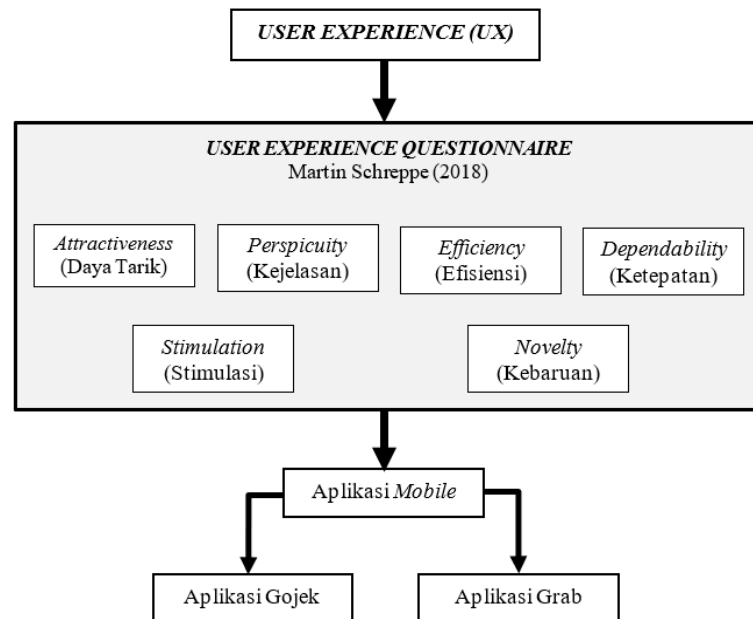 USER EXPERIENCE (UX)
USER EXPERIENCE QUESTIONNAIRE
Martin Schreppe (2018)
Attractiveness
(Daya Tarik)
Perspicuity
(Kejelasan)
Efficiency
(Efisiensi)
Dependability
(Ketepatan)
Stimulation
(Stimulasi)
Novelty
(Kebaruan)
Aplikasi Mobile
Aplikasi Gojek
Aplikasi Grab